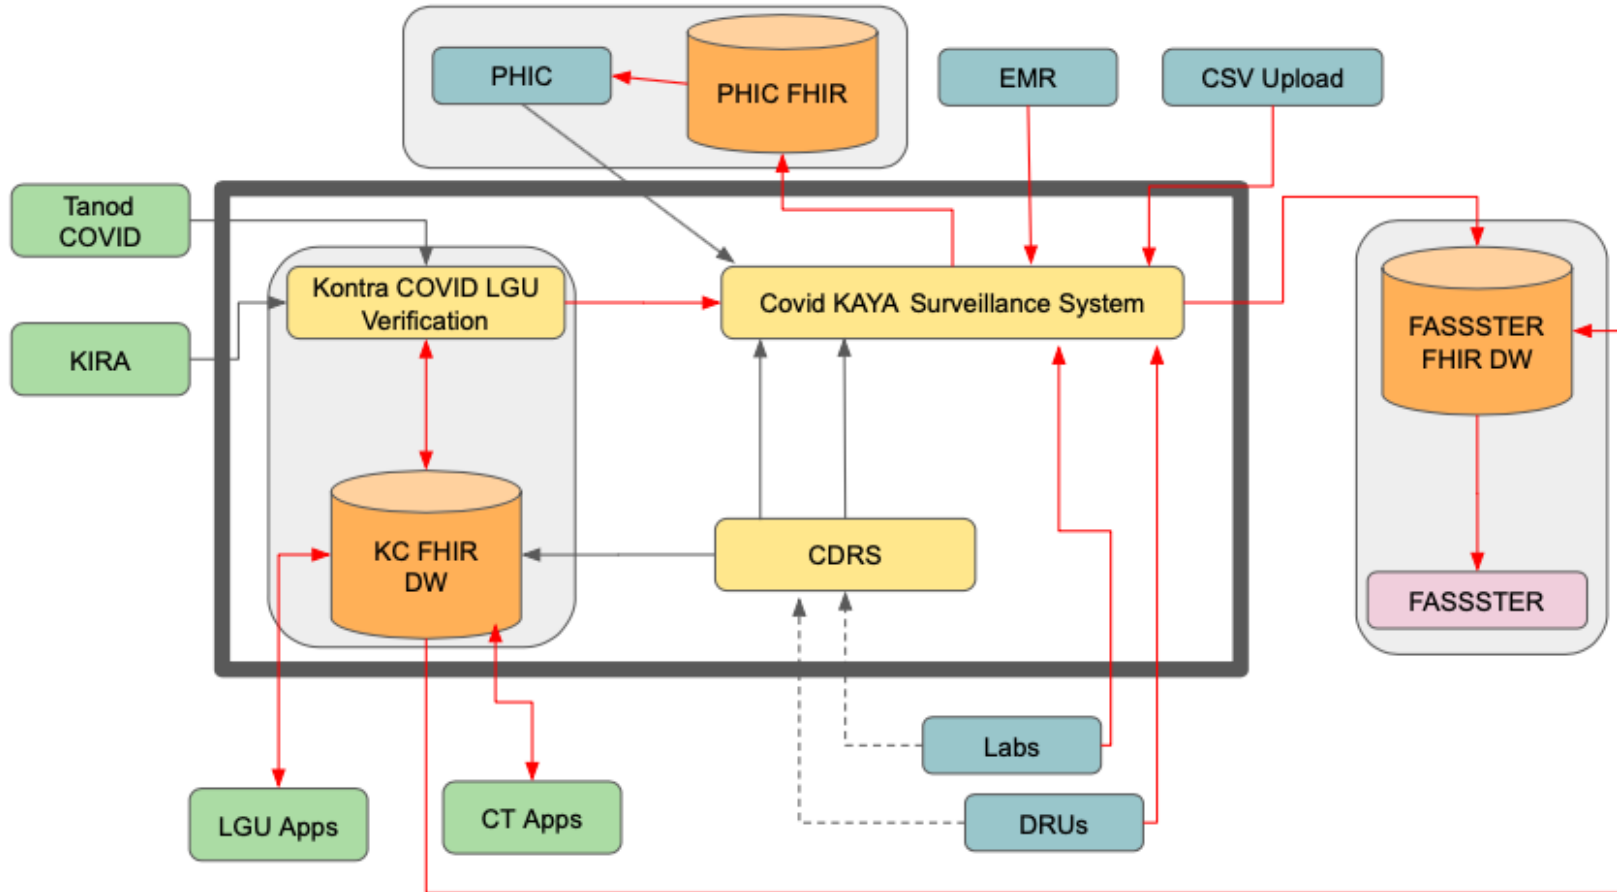 PHIC
PHIC FHIR
EMR
CSV Upload
Tanod
COVID
Kontra COVID LGU
Verification
Covid KAYA Surveillance System
FASSSTER
FHIR DW
KIRA
KC FHIR
DW
CDRS
FASSSTER
Labs
LGU Apps
CT Apps
DRUs